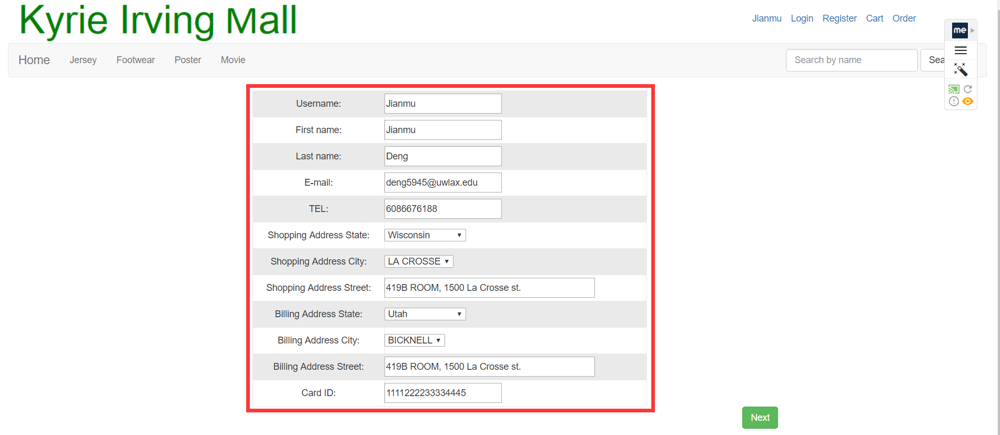 Kyrie Irving Mall
Jianmu Login Register Cart Order
me
Home Jersey Footwear Poster Movie Search by name Sea
Username: Jianmu
First name: Jianmu
Last name: Deng
E-mail: deng5945@uwlax.edu
TEL: 6086676188
Shopping Address State: Wisconsin
Shopping Address City: LA CROSSE
Shopping Address Street: 419B ROOM, 1500 La Crosse st.
Billing Address State: Utah
Billing Address City: BICKNELL
Billing Address Street: 419B ROOM, 1500 La Crosse st.
Card ID: 1111222233334445
Next